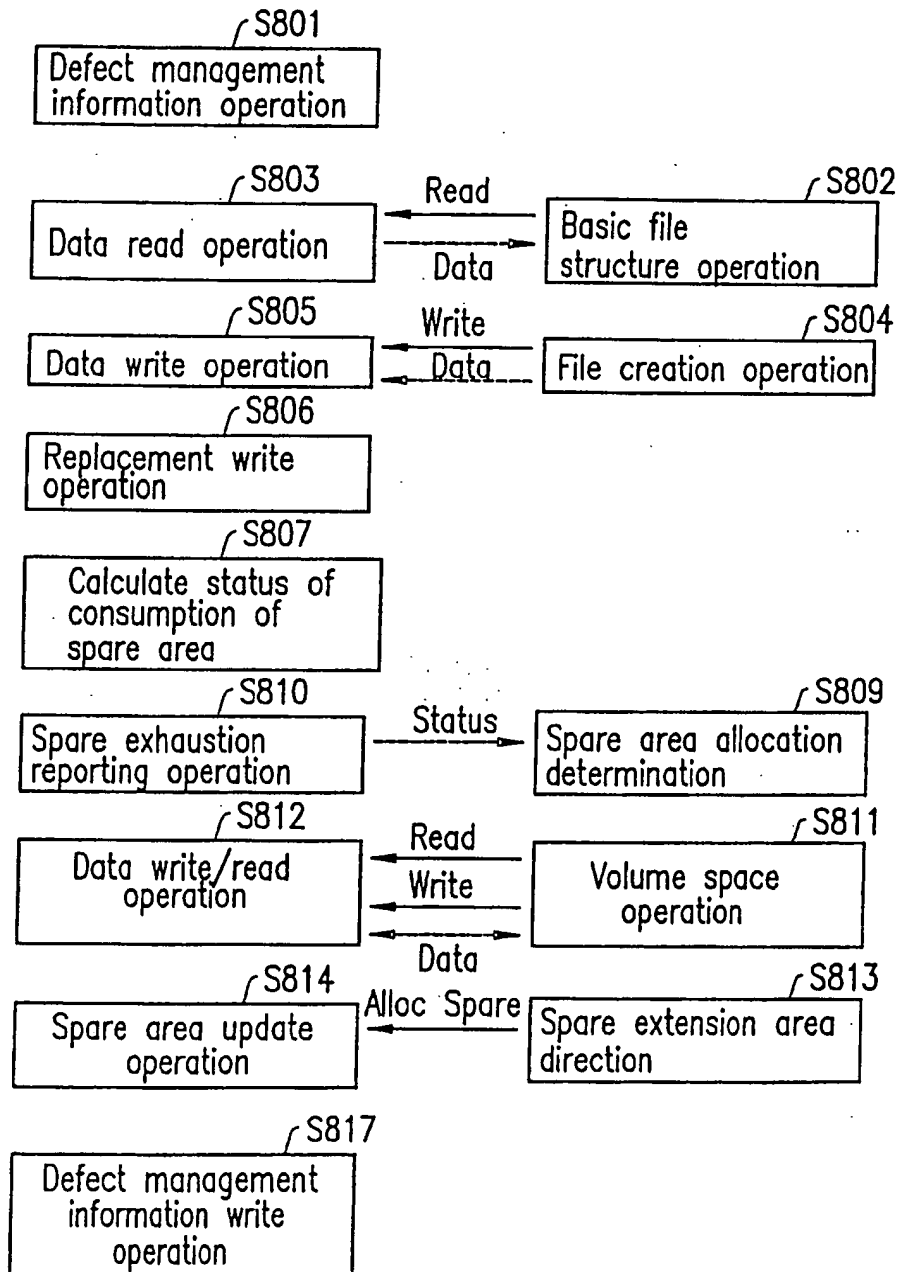 S801
Defect management
information operation
S803
Read
S802
Data read operation
Basic file
structure operation
Data
S805
Write
S804
Data write operation
Data
File creation operation
S806
Replacement write
operation
S807
Calculate status of
consumption of
spare area
S810
S809
Spare exhaustion
reporting operation
Status
Spare area allocation
determination
S812
Read
S811
Data write/read
operation
Write
Volume space
operation
Data
S814
Alloc Spare
S813
Spare area update
operation
Spare extension area
direction
S817
Defect management
information write
operation